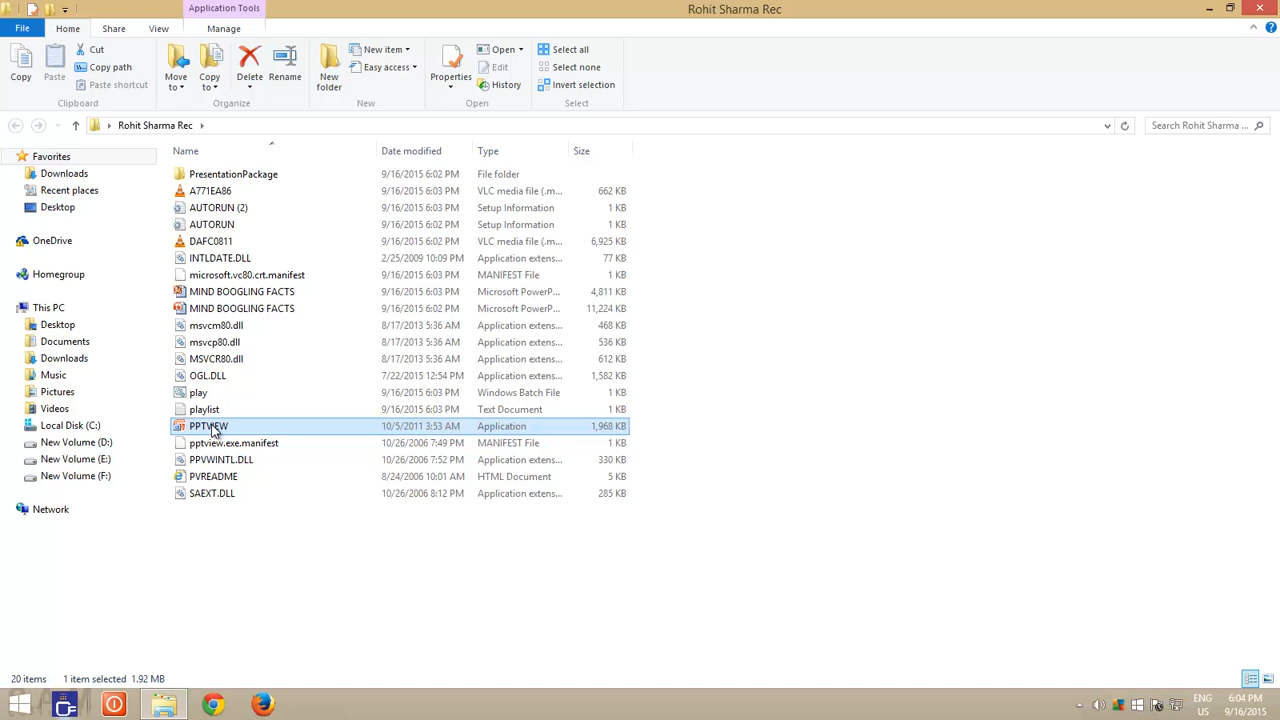 Application Tools
Rohit Sharma Rec
File Home Share View Manage
Copy Paste Cut Copy path Paste shortcut
Move to Copy to Delete Rename
New folder New item Easy access
Properties Open Edit History
Select all Select none Invert selection
Clipboard Organize New Open Select
Rohit Sharma Rec Search Rohit Sharma ...
Name Date modified Type Size
PresentationPackage 9/16/2015 6:02 PM File folder
A771EA86 9/16/2015 6:03 PM VLC media file (.m... 662 KB
AUTORUN (2) 9/16/2015 6:03 PM Setup Information 1 KB
AUTORUN 9/16/2015 6:02 PM Setup Information 1 KB
DAFC0811 9/16/2015 6:02 PM VLC media file (.m... 6,925 KB
INTLDATE.DLL 2/25/2009 10:09 PM Application extens... 77 KB
microsoft.vc80.crt.manifest 9/16/2015 6:03 PM MANIFEST File 1 KB
MIND BOOGLING FACTS 9/16/2015 6:03 PM Microsoft PowerP... 4,811 KB
MIND BOOGLING FACTS 9/16/2015 6:02 PM Microsoft PowerP... 11,224 KB
msvcm80.dll 8/17/2013 5:36 AM Application extens... 468 KB
msvcp80.dll 8/17/2013 5:36 AM Application extens... 536 KB
MSVCR80.dll 8/17/2013 5:36 AM Application extens... 612 KB
OGL.DLL 7/22/2015 12:54 PM Application extens... 1,582 KB
play 9/16/2015 6:03 PM Windows Batch File 1 KB
playlist 9/16/2015 6:03 PM Text Document 1 KB
PPTVIEW 10/5/2011 3:53 AM Application 1,968 KB
pptview.exe.manifest 10/26/2006 7:49 PM MANIFEST File 1 KB
PPVWINTL.DLL 10/26/2006 7:52 PM Application extens... 330 KB
PVREADME 8/24/2006 10:01 AM HTML Document 5 KB
SAEXT.DLL 10/26/2006 8:12 PM Application extens... 285 KB
Favorites
Downloads
Recent places
Desktop
OneDrive
Homegroup
This PC
Desktop
Documents
Downloads
Music
Pictures
Videos
Local Disk (C:)
New Volume (D:)
New Volume (E:)
New Volume (F:)
Network
20 items 1 item selected 1.92 MB
ENG 6:04 PM
US 9/16/2015